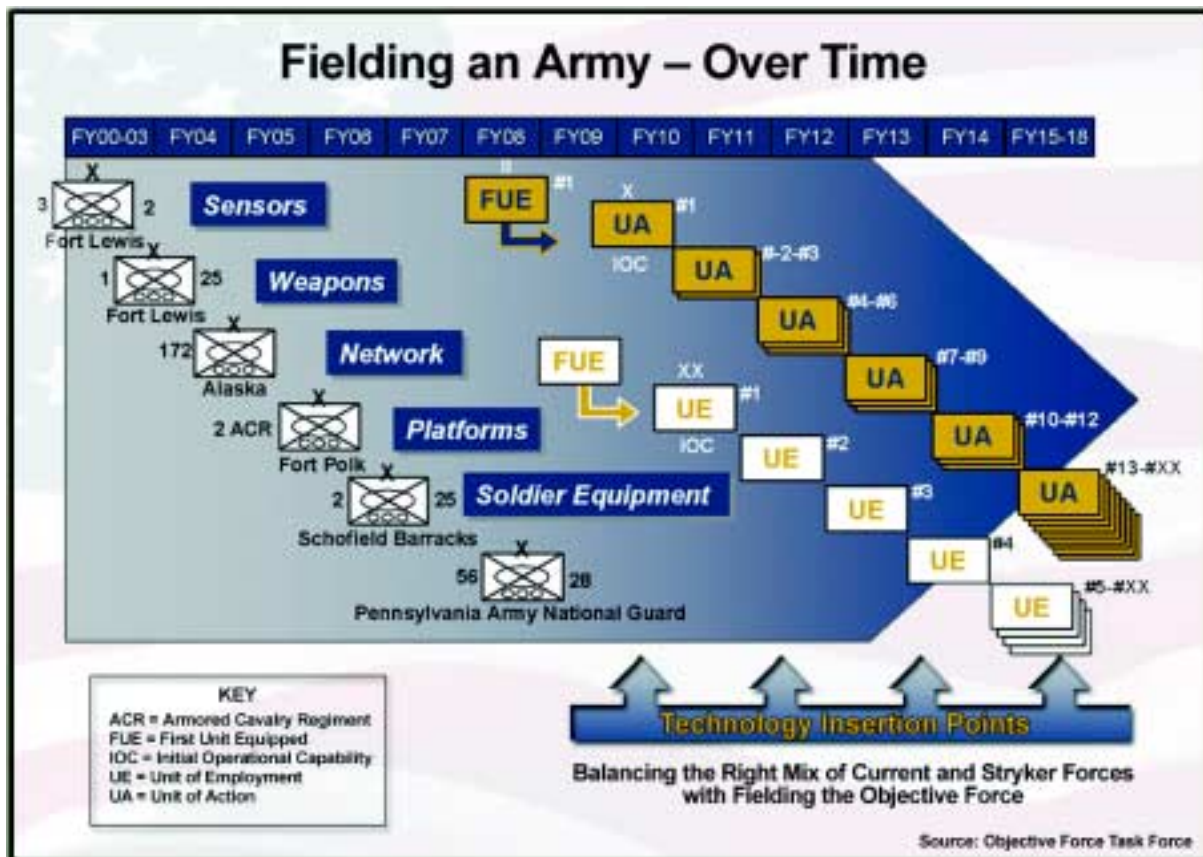 Fielding an Army – Over Time
FY00-03 FY04 FY05 FY06 FY07 FY08 FY09 FY10 FY11 FY12 FY13 FY14 FY15-18
X
3 2
Fort Lewis
Sensors
II
FUE #1
X
UA #1
IOC
X
1 25
Fort Lewis
Weapons
UA #-2-#3
UA #4-#6
X
172
Alaska
Network
FUE
XX
UE #1
IOC
UA #7-#9
X
2 ACR
Fort Polk
Platforms
UE #2
UA #10-#12
X
2 25
Schofield Barracks
Soldier Equipment
UE #3
UA #13-#XX
X
56 28
Pennsylvania Army National Guard
UE #4
UE #5-#XX
KEY
ACR = Armored Cavalry Regiment
FUE = First Unit Equipped
IOC = Initial Operational Capability
UE = Unit of Employment
UA = Unit of Action
Technology Insertion Points
Balancing the Right Mix of Current and Stryker Forces
with Fielding the Objective Force
Source: Objective Force Task Force